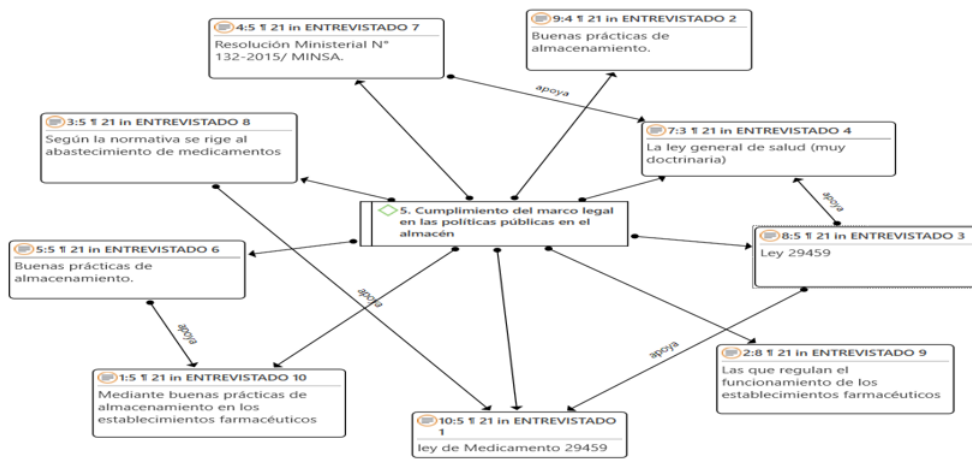 4:5 ¶ 21 in ENTREVISTADO 7
Resolución Ministerial N°
132-2015/ MINSA.
9:4 ¶ 21 in ENTREVISTADO 2
Buenas prácticas de
almacenamiento.
apoya
3:5 ¶ 21 in ENTREVISTADO 8
Según la normativa se rige al
abastecimiento de medicamentos
7:3 ¶ 21 in ENTREVISTADO 4
La ley general de salud (muy
doctrinaria)
apoya
5. Cumplimiento del marco legal
en las políticas públicas en el
almacén
5:5 ¶ 21 in ENTREVISTADO 6
Buenas prácticas de
almacenamiento.
8:5 ¶ 21 in ENTREVISTADO 3
Ley 29459
apoya
apoya
apoya
1:5 ¶ 21 in ENTREVISTADO 10
Mediante buenas prácticas de
almacenamiento en los
establecimientos farmacéuticos
2:8 ¶ 21 in ENTREVISTADO 9
Las que regulan el
funcionamiento de los
establecimientos farmacéuticos
10:5 ¶ 21 in ENTREVISTADO
1
ley de Medicamento 29459